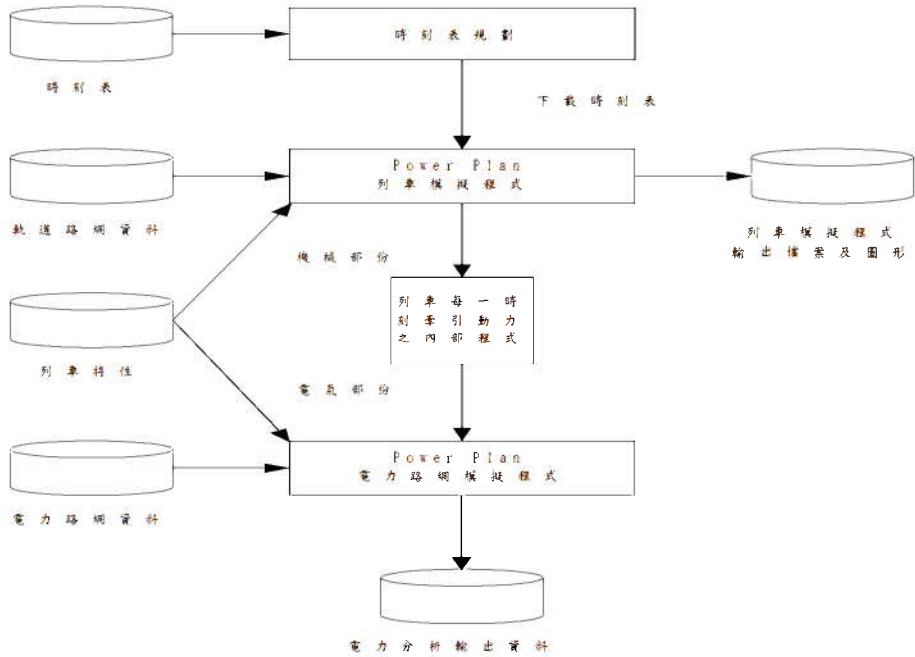 時刻表規劃
時刻表
下載時刻表
Power Plan
列車模擬程式
軌道路網資料
列車模擬程式
輸出檔案及圖形
機械部份
列車每一時
刻牽引動力
之內部程式
列車特性
電氣部份
Power Plan
電力路網模擬程式
電力路網資料
電力分析輸出資料